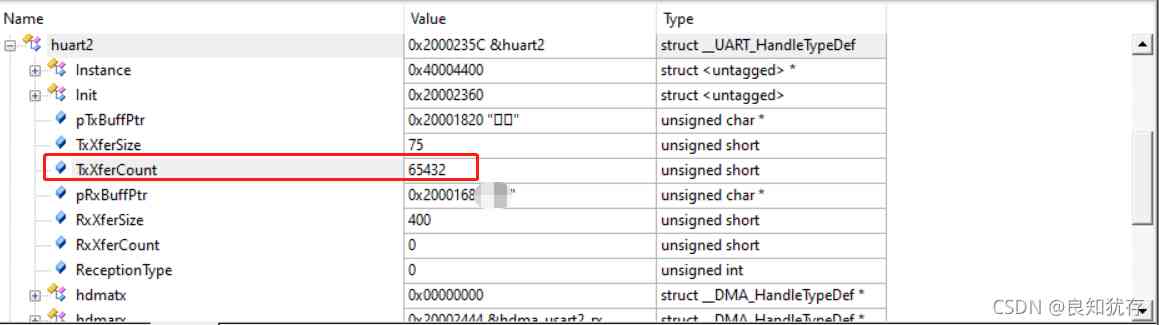 Name Value Type
huart2 0x2000235C &huart2 struct __UART_HandleTypeDef
Instance 0x40004400 struct <untagged> *
Init 0x20002360 struct <untagged>
pTxBuffPtr 0x20001820 "▯▯" unsigned char *
TxXferSize 75 unsigned short
TxXferCount 65432 unsigned short
pRxBuffPtr 0x2000168 " unsigned char *
RxXferSize 400 unsigned short
RxXferCount 0 unsigned short
ReceptionType 0 unsigned int
hdmatx 0x00000000 struct __DMA_HandleTypeDef *
hdmarx 0x20002444 &hdma_usart2_rx struct __DMA_HandleTypeDef *
CSDN @良知犹存